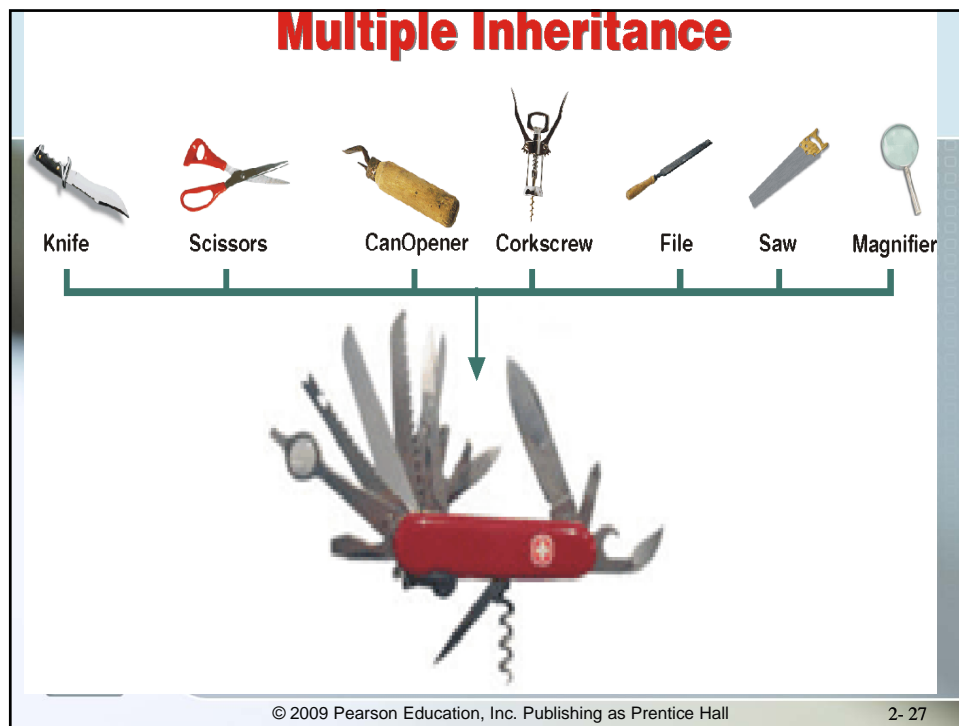 Multiple Inheritance
Knife Scissors CanOpener Corkscrew File Saw Magnifier
© 2009 Pearson Education, Inc. Publishing as Prentice Hall 2- 27